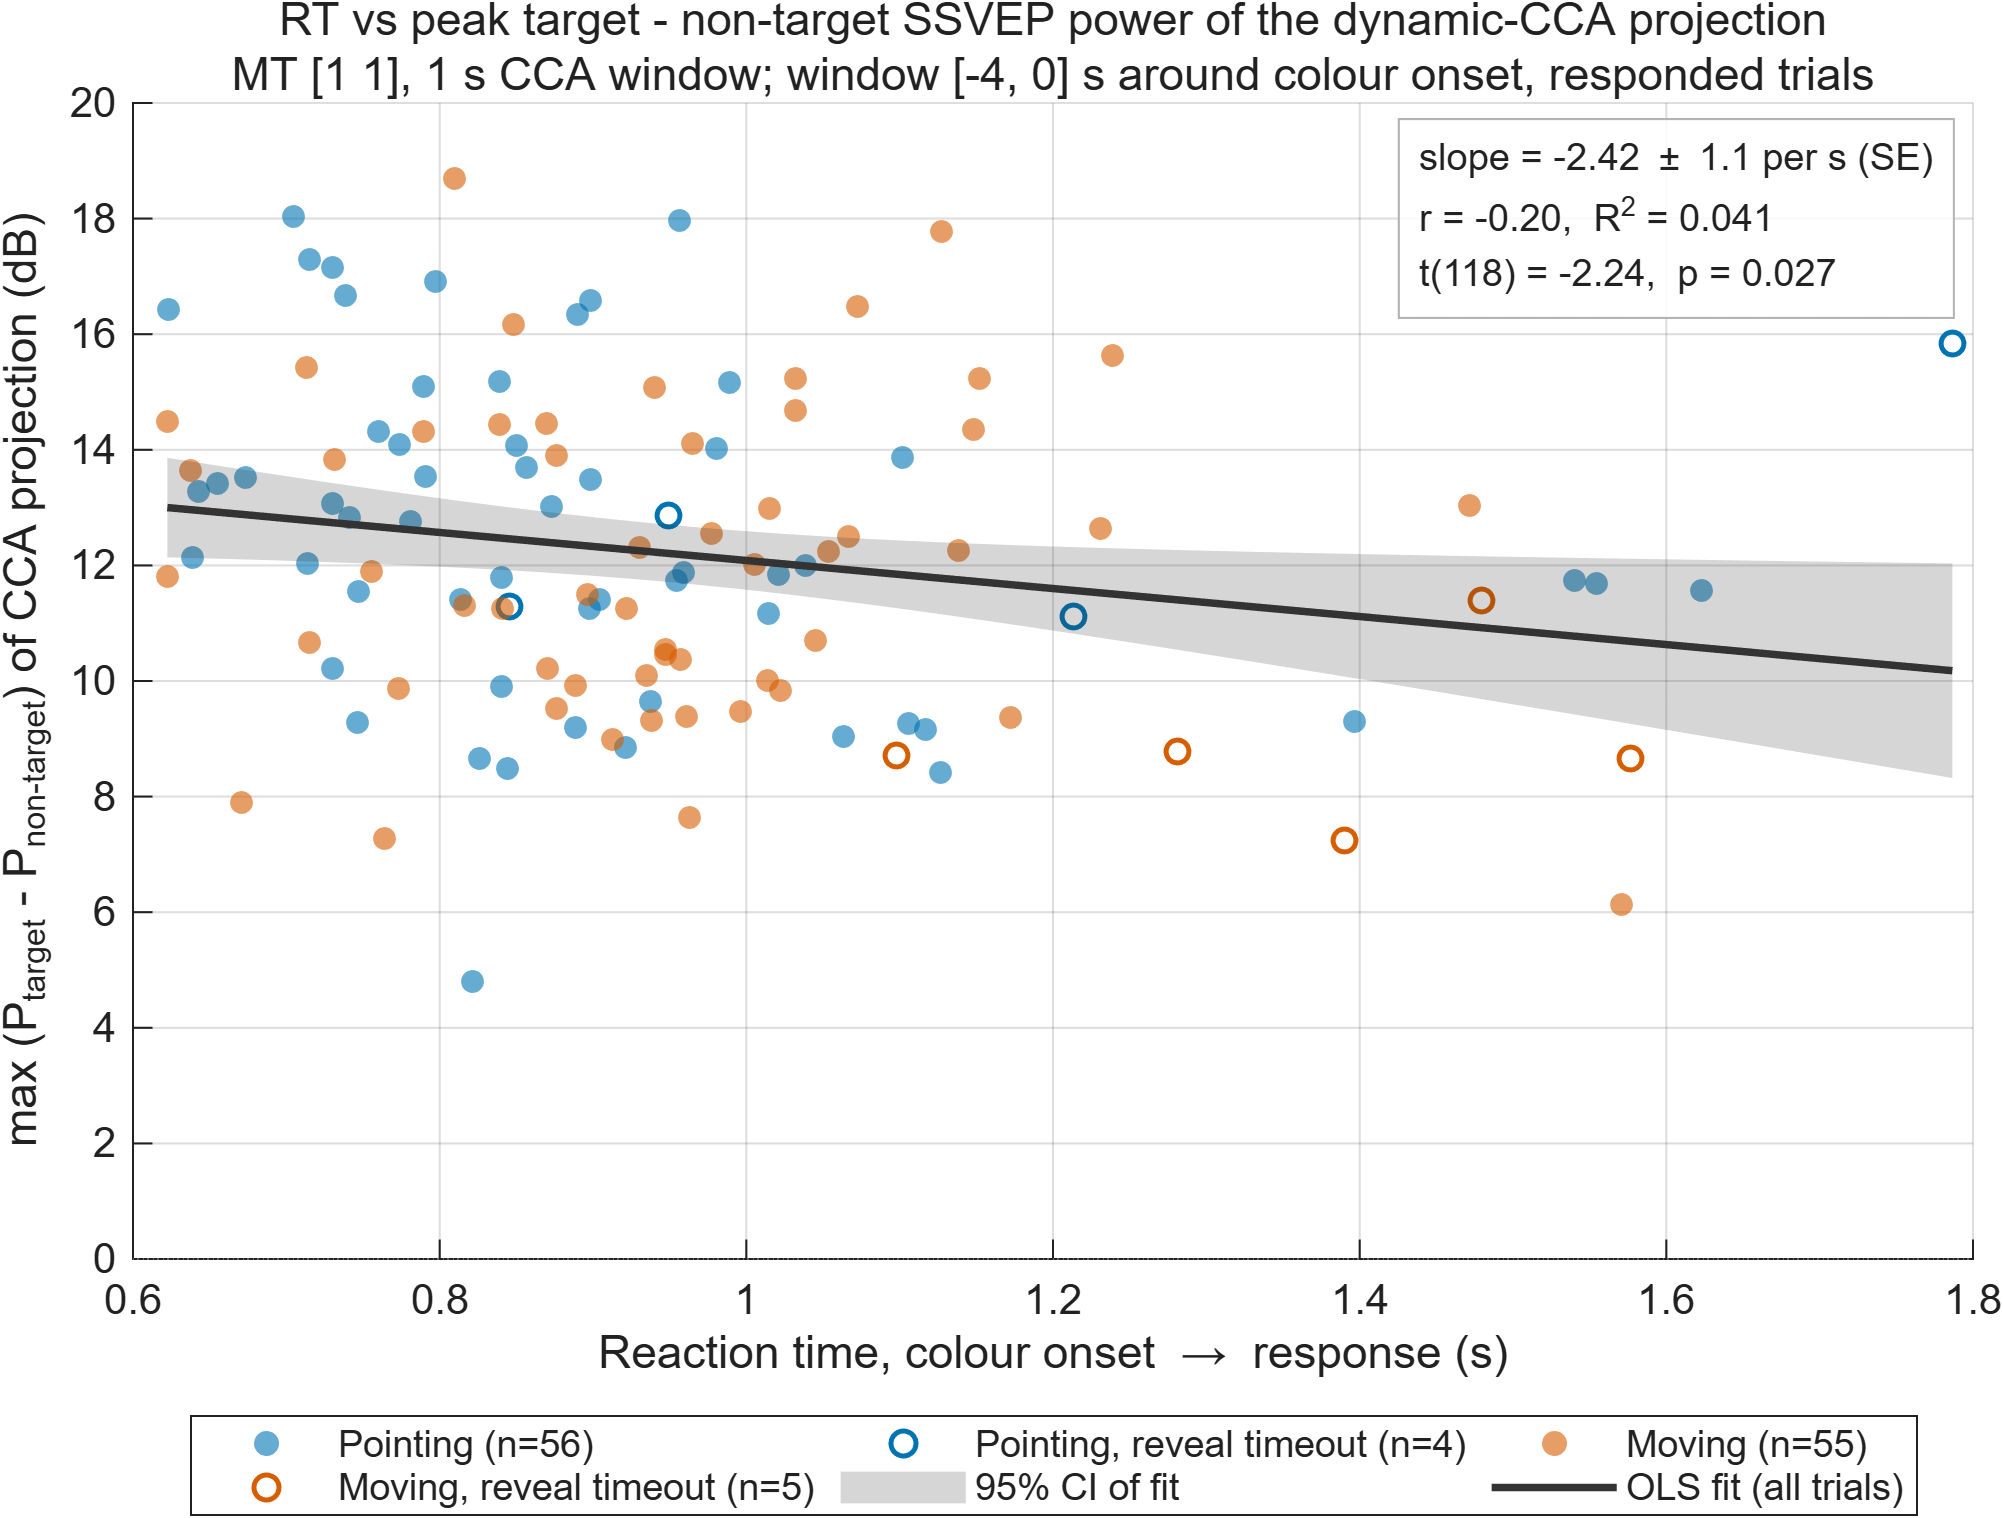 RT vs peak target - non-target SSVEP power of the dynamic-CCA projection
MT [1 1], 1 s CCA window; window [-4, 0] s around colour onset, responded trials
max (Ptarget - Pnon-target) of CCA projection (dB)
20
18
16
14
12
10
8
6
4
2
0
slope = -2.42 ± 1.1 per s (SE)
r = -0.20, R2 = 0.041
t(118) = -2.24, p = 0.027
0.6 0.8 1 1.2 1.4 1.6 1.8
Reaction time, colour onset → response (s)
Pointing (n=56) Pointing, reveal timeout (n=4) Moving (n=55)
Moving, reveal timeout (n=5) 95% CI of fit OLS fit (all trials)